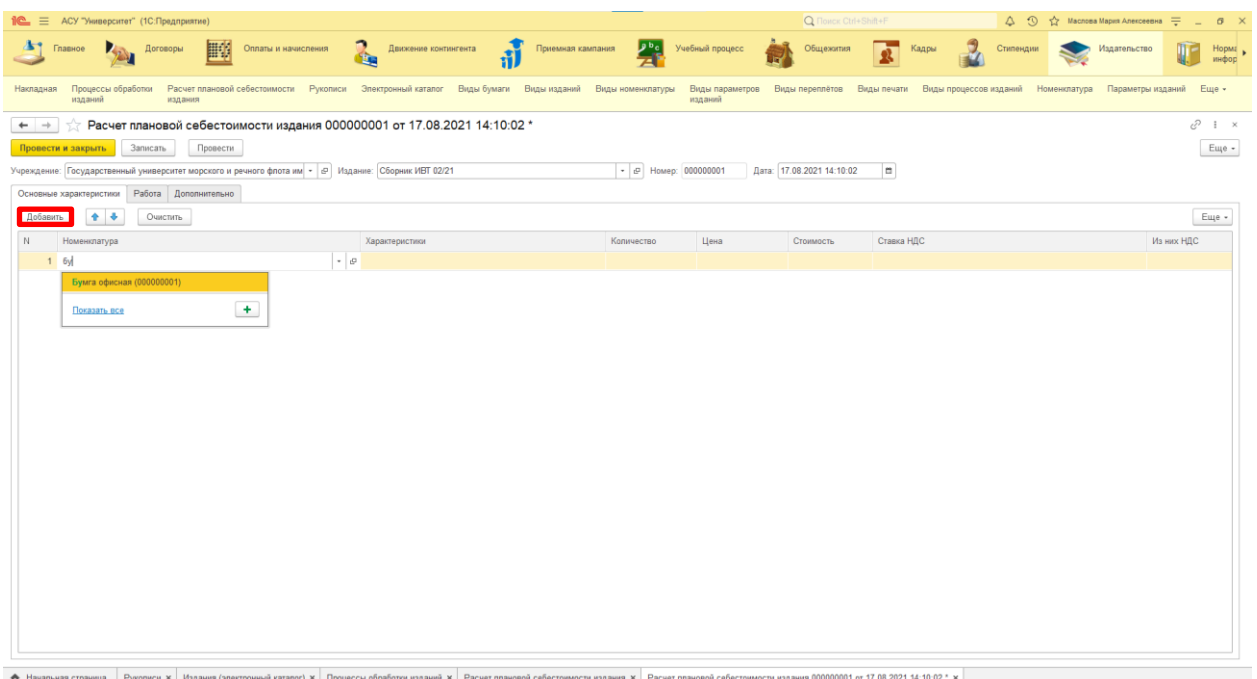 АСУ "Университет" (1С:Предприятие)
Поиск Ctrl+Shift+F
Маслова Мария Алексеевна
Главное
Договоры
Оплаты и начисления
Движение контингента
Приемная кампания
Учебный процесс
Общежития
Кадры
Стипендии
Издательство
Норма
инфор
Накладная
Процессы обработки
изданий
Расчет плановой себестоимости
издания
Рукописи
Электронный каталог
Виды бумаги
Виды изданий
Виды номенклатуры
Виды параметров
изданий
Виды переплётов
Виды печати
Виды процессов изданий
Номенклатура
Параметры изданий
Еще
Расчет плановой себестоимости издания 000000001 от 17.08.2021 14:10:02 *
Провести и закрыть
Записать
Провести
Еще
Учреждение: Государственный университет морского и речного флота им
Издание: Сборник ИВТ 02/21
Номер: 000000001
Дата: 17.08.2021 14:10:02
Основные характеристики
Работа
Дополнительно
Добавить
Очистить
Еще
N
Номенклатура
Характеристики
Количество
Цена
Стоимость
Ставка НДС
Из них НДС
1 бу
Бумга офисная (000000001)
Показать все
Начальная страница
Рукописи ×
Издания (электронный каталог) ×
Процессы обработки изданий ×
Расчет плановой себестоимости издания ×
Расчет плановой себестоимости издания 000000001 от 17.08.2021 14:10:02 * ×